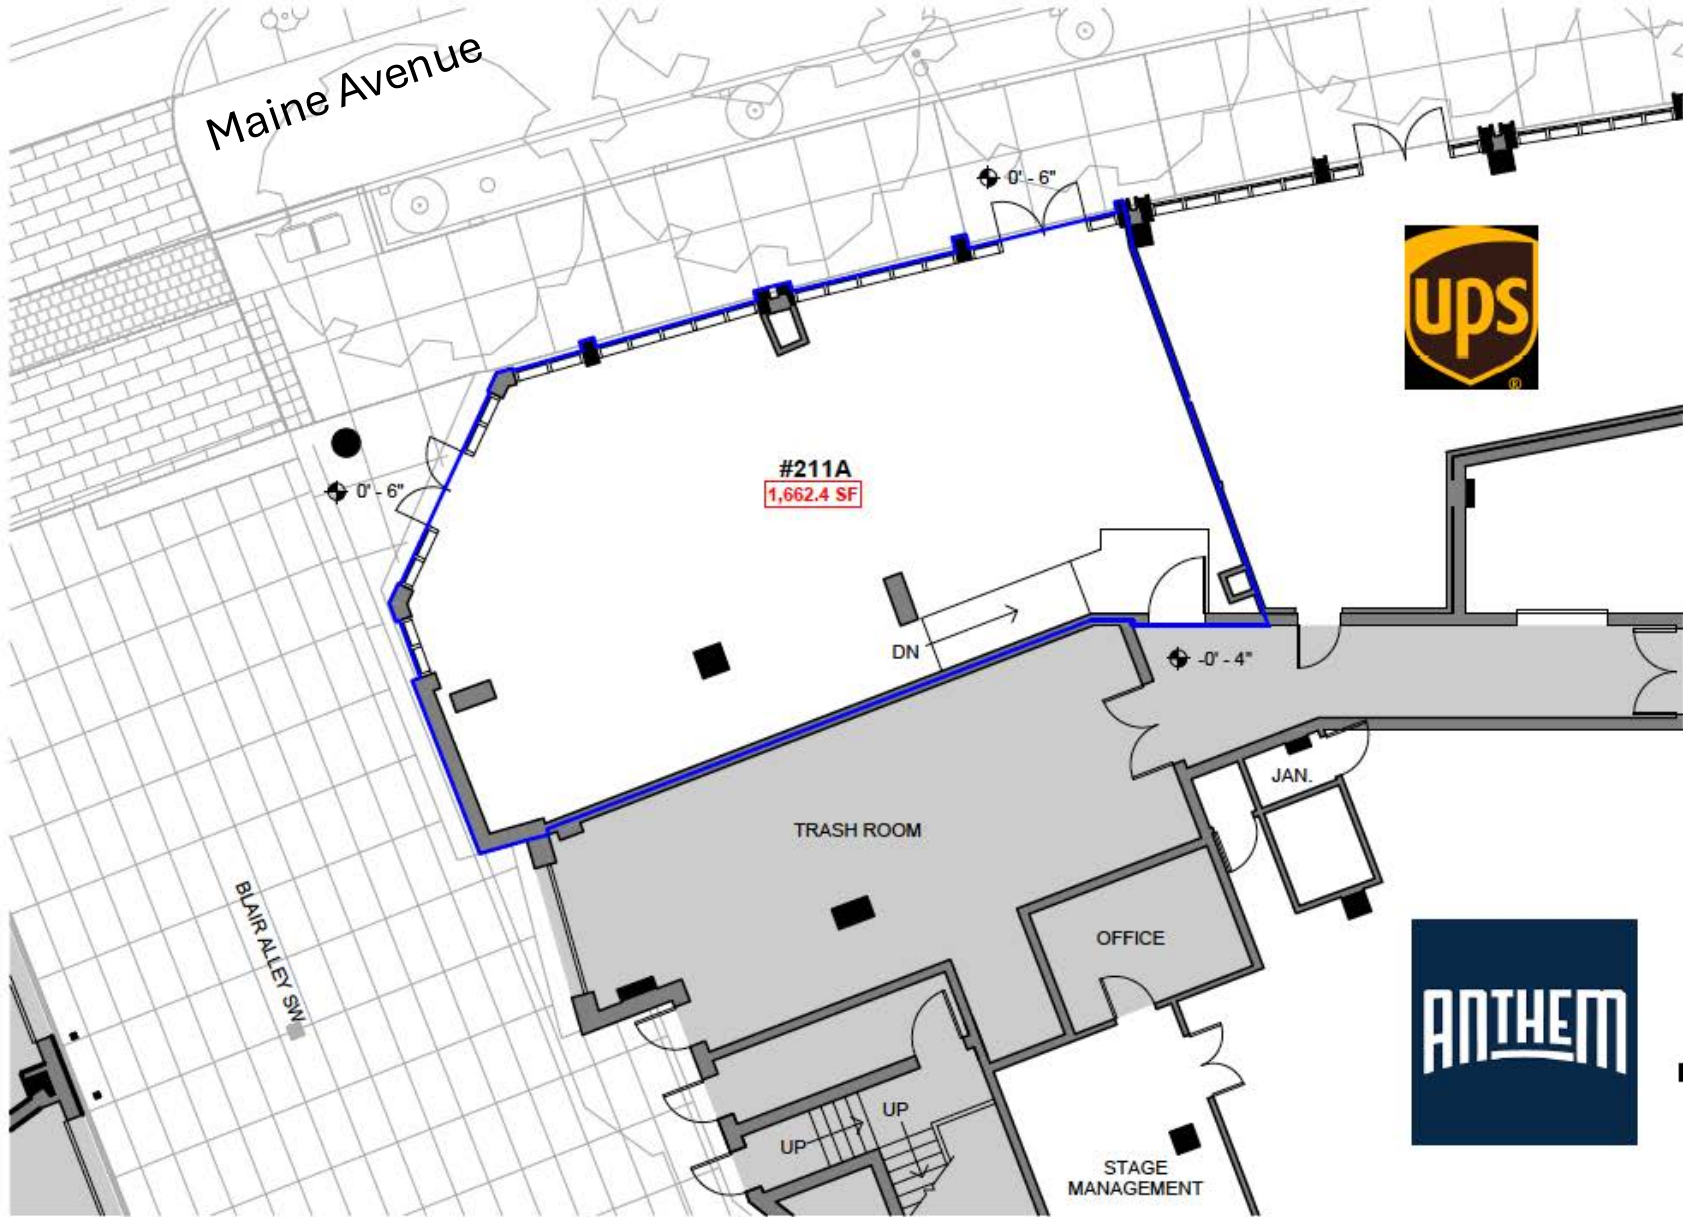 Maine Avenue
0' - 6"
ups
®
#211A
1,662.4 SF
0' - 6"
DN
-0' - 4"
JAN.
TRASH ROOM
BLAIR ALLEY SW
OFFICE
ANTHEM
UP
UP
STAGE
MANAGEMENT